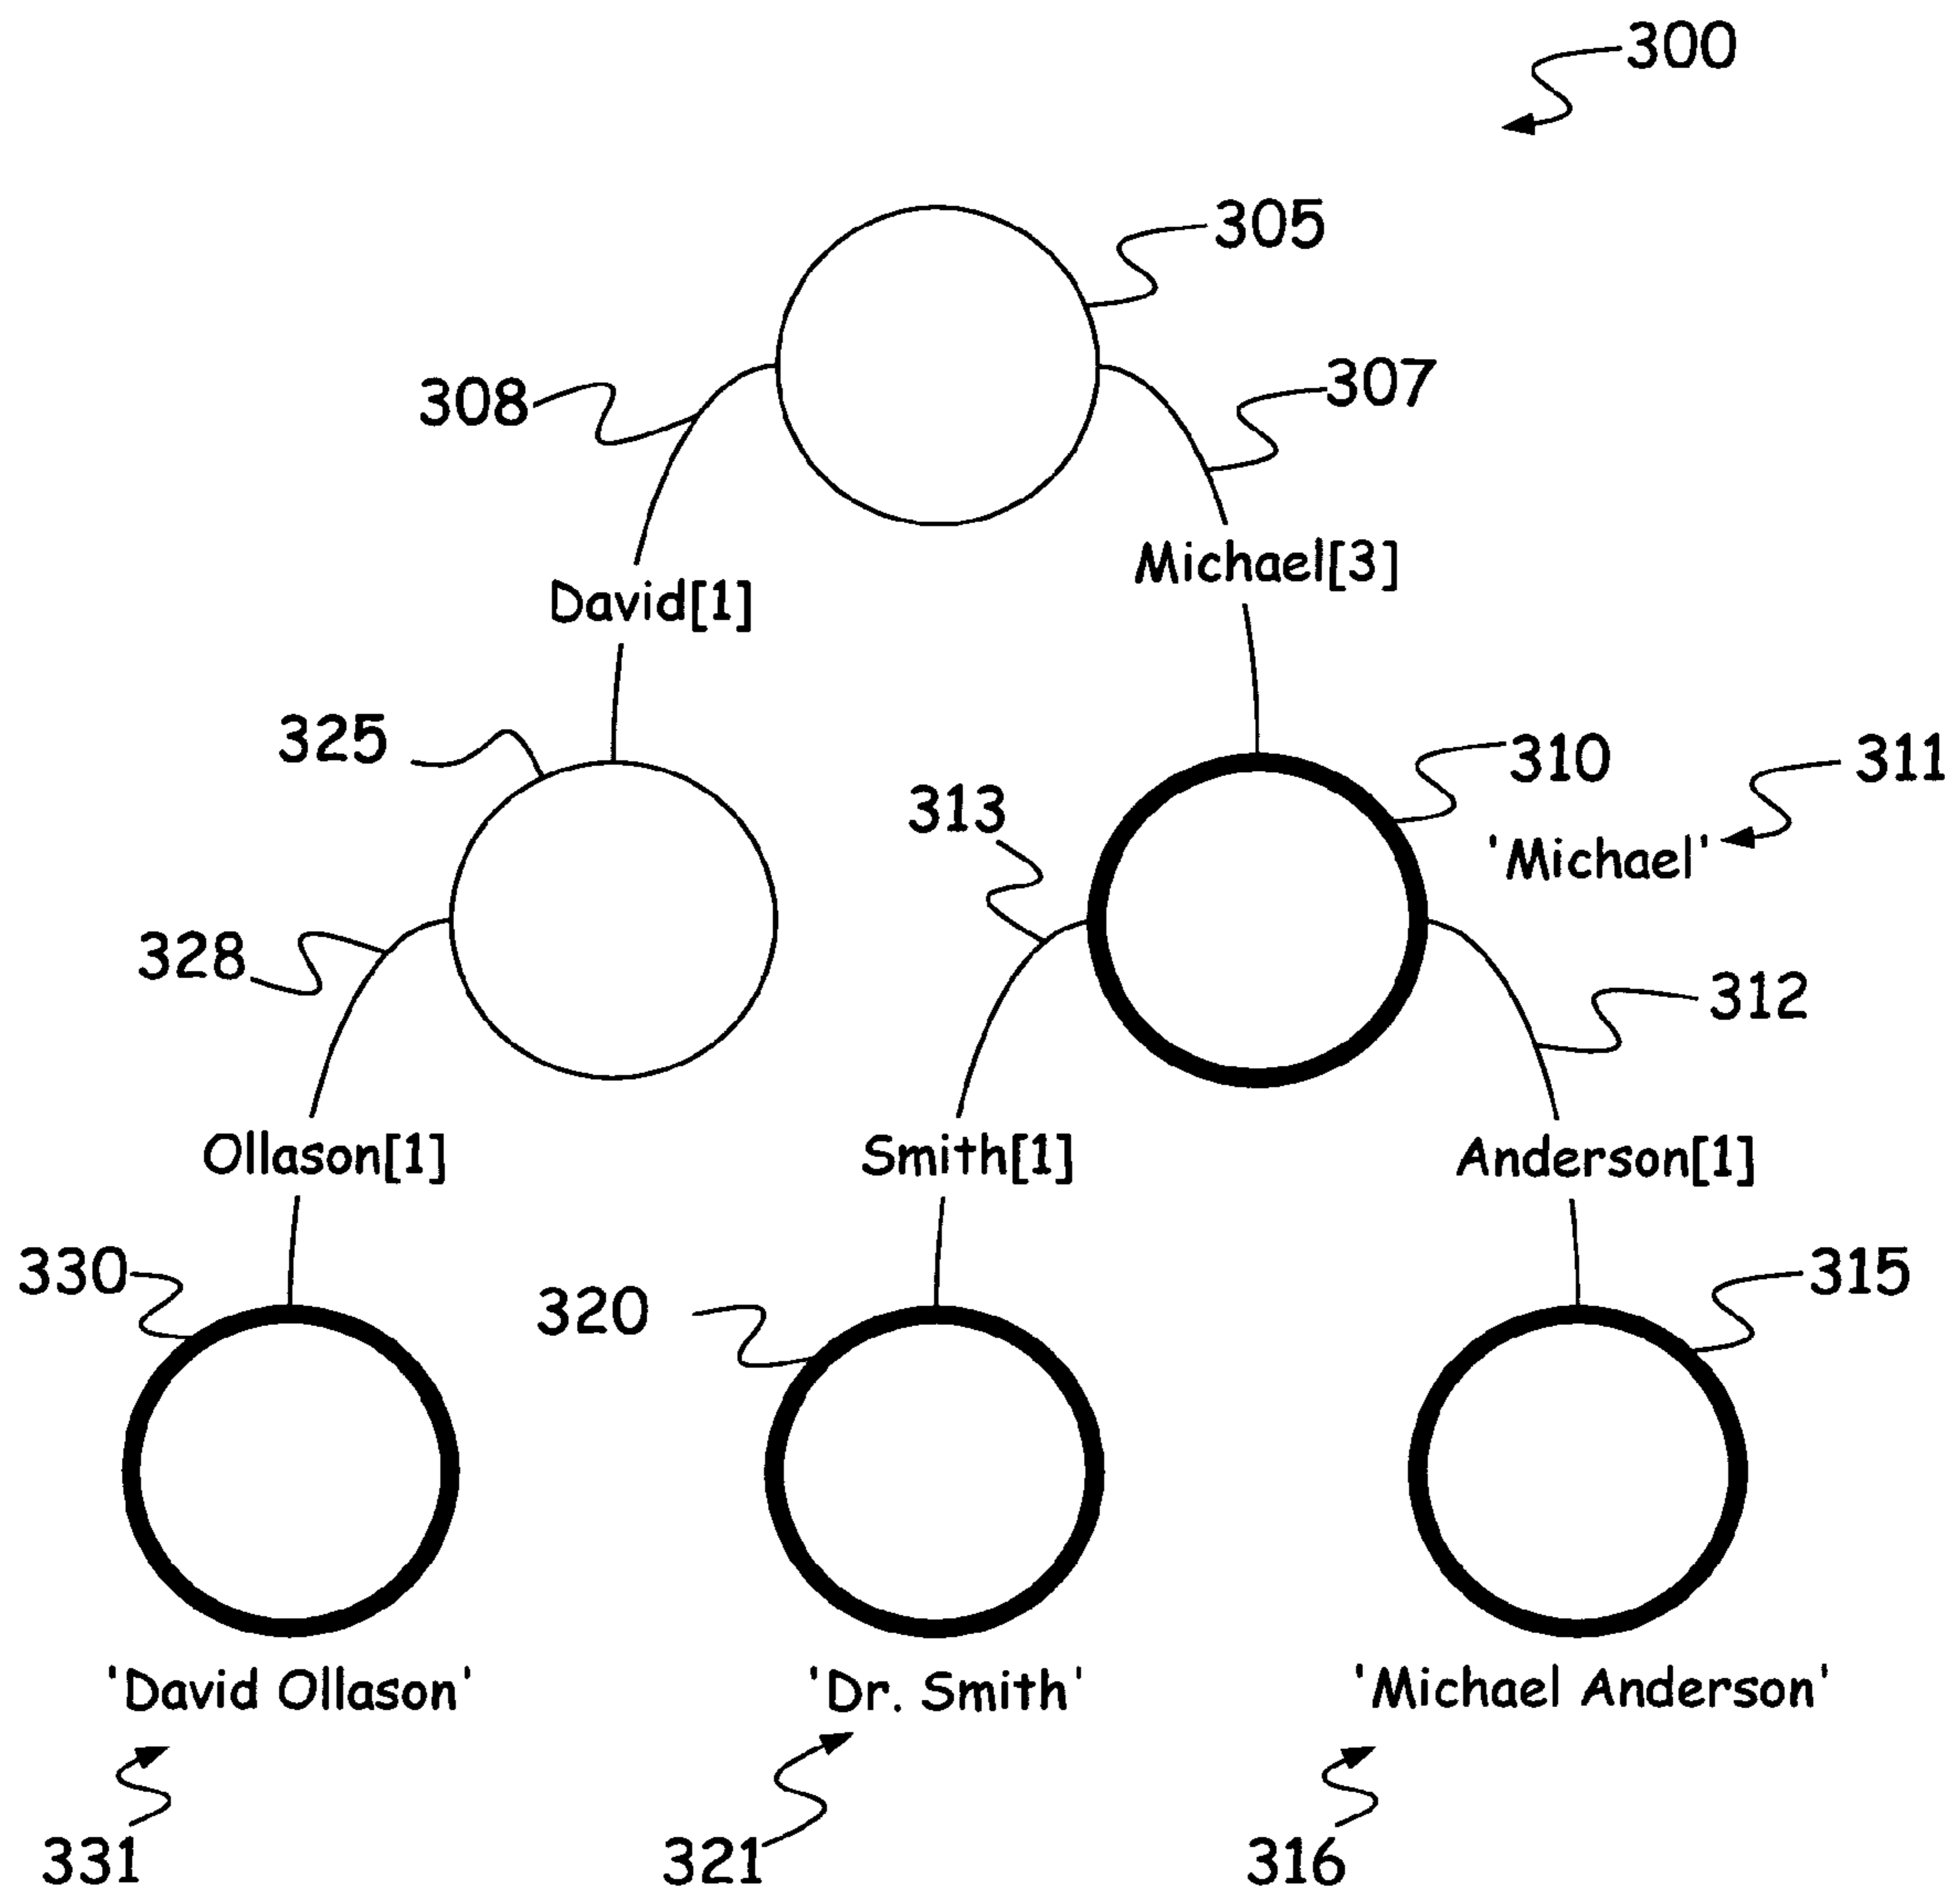 300
305
307
308
Michael[3]
David[1]
325
310
311
313
'Michael'
328
312
Ollason[1]
Smith[1]
Anderson[1]
330
320
315
'David Ollason'
'Dr. Smith'
'Michael Anderson'
331
321
316